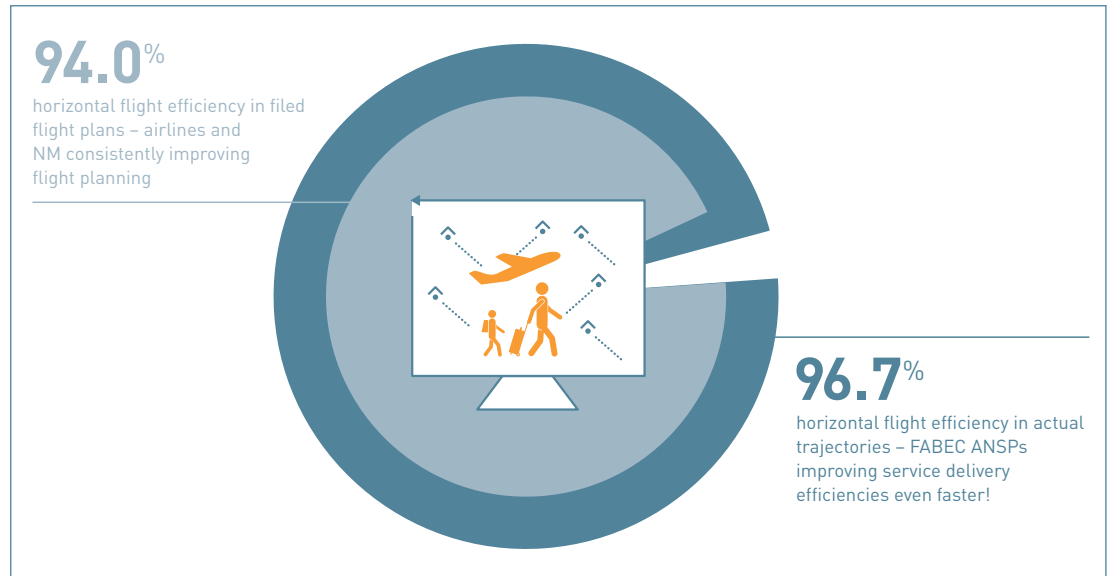 94.0%
horizontal flight efficiency in filed
flight plans – airlines and
NM consistently improving
flight planning
96.7%
horizontal flight efficiency in actual
trajectories – FABEC ANSPs
improving service delivery
efficiencies even faster!